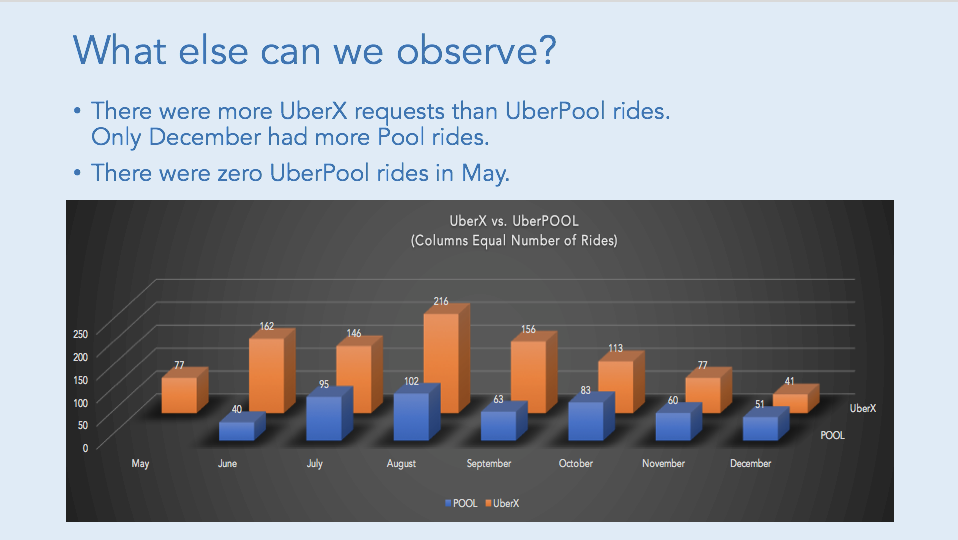 What else can we observe?
• There were more UberX requests than UberPool rides.
Only December had more Pool rides.
• There were zero UberPool rides in May.
UberX vs. UberPOOL
(Columns Equal Number of Rides)
250
200
150
100
50
0
77
162
146
216
156
113
77
41
40
95
102
63
83
60
51
UberX
POOL
May June July August September October November December
POOL UberX